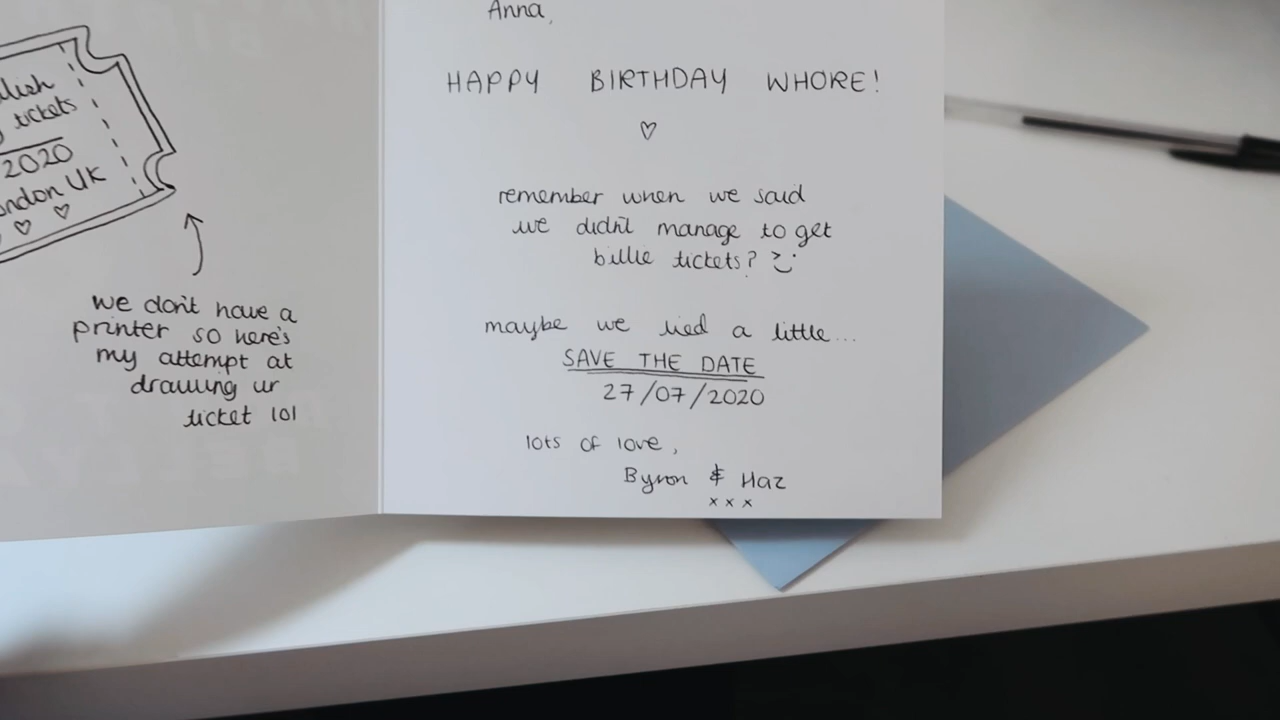 tickets
2020
UK
♡ ♡
we don't have a
printer so here's
my attempt at
drawing ur
ticket lol
Anna,
HAPPY BIRTHDAY WHORE!
♡
remember when we said
we didn't manage to get
billie tickets?
maybe we lied a little...
SAVE THE DATE
27/07/2020
lots of love,
Byron & Haz
x x x